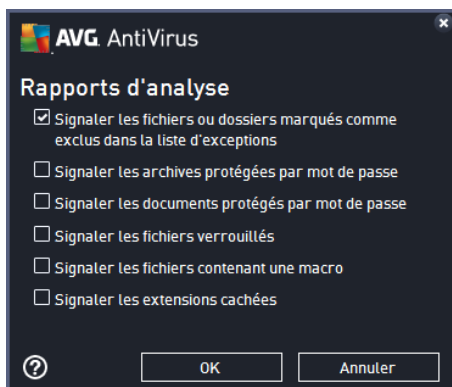 AVG AntiVirus
Rapports d'analyse
Signaler les fichiers ou dossiers marqués comme
exclus dans la liste d'exceptions
Signaler les archives protégées par mot de passe
Signaler les documents protégés par mot de passe
Signaler les fichiers verrouillés
Signaler les fichiers contenant une macro
Signaler les extensions cachées
OK
Annuler